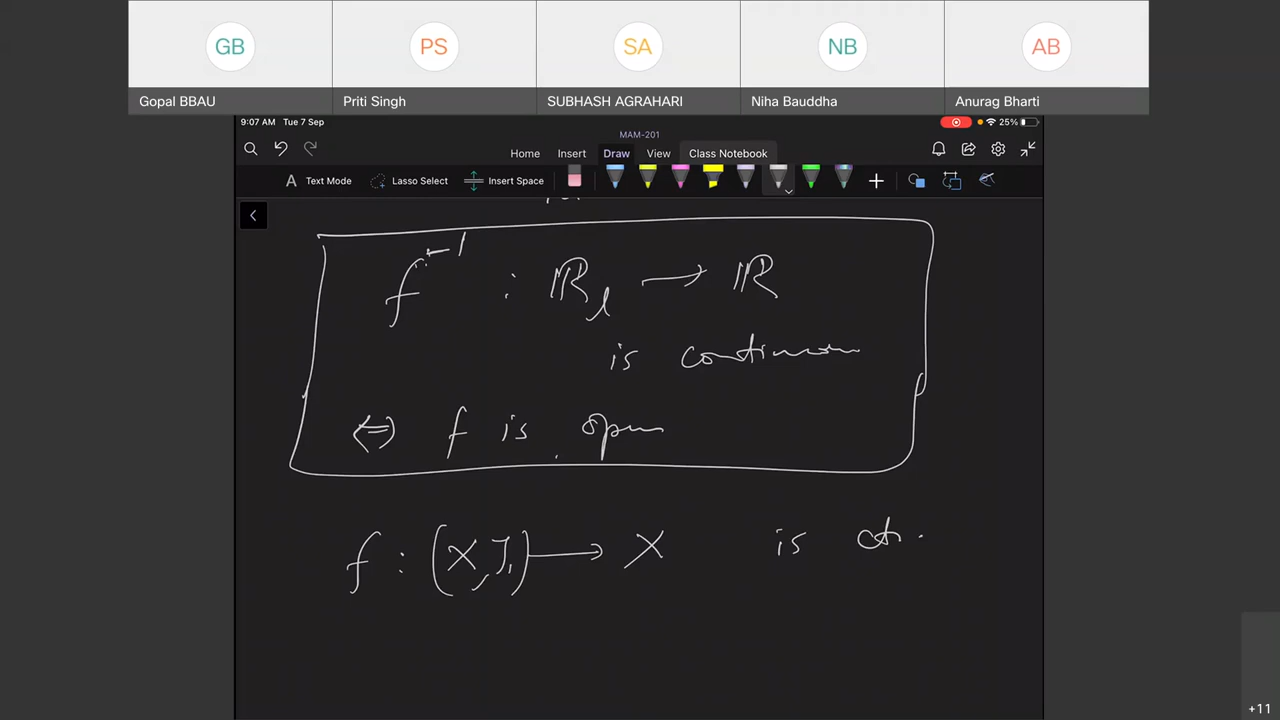 GB
PS
SA
NB
AB
Gopal BBAU
Priti Singh
SUBHASH AGRAHARI
Niha Bauddha
Anurag Bharti
9:07 AM Tue 7 Sep
25%
MAM-201
Home Insert Draw View Class Notebook
A Text Mode Lasso Select Insert Space
f⁻¹ : ℝₗ → ℝ
is continuous
⇔ f is open
f : (X, J₁) → X is cts.
+11